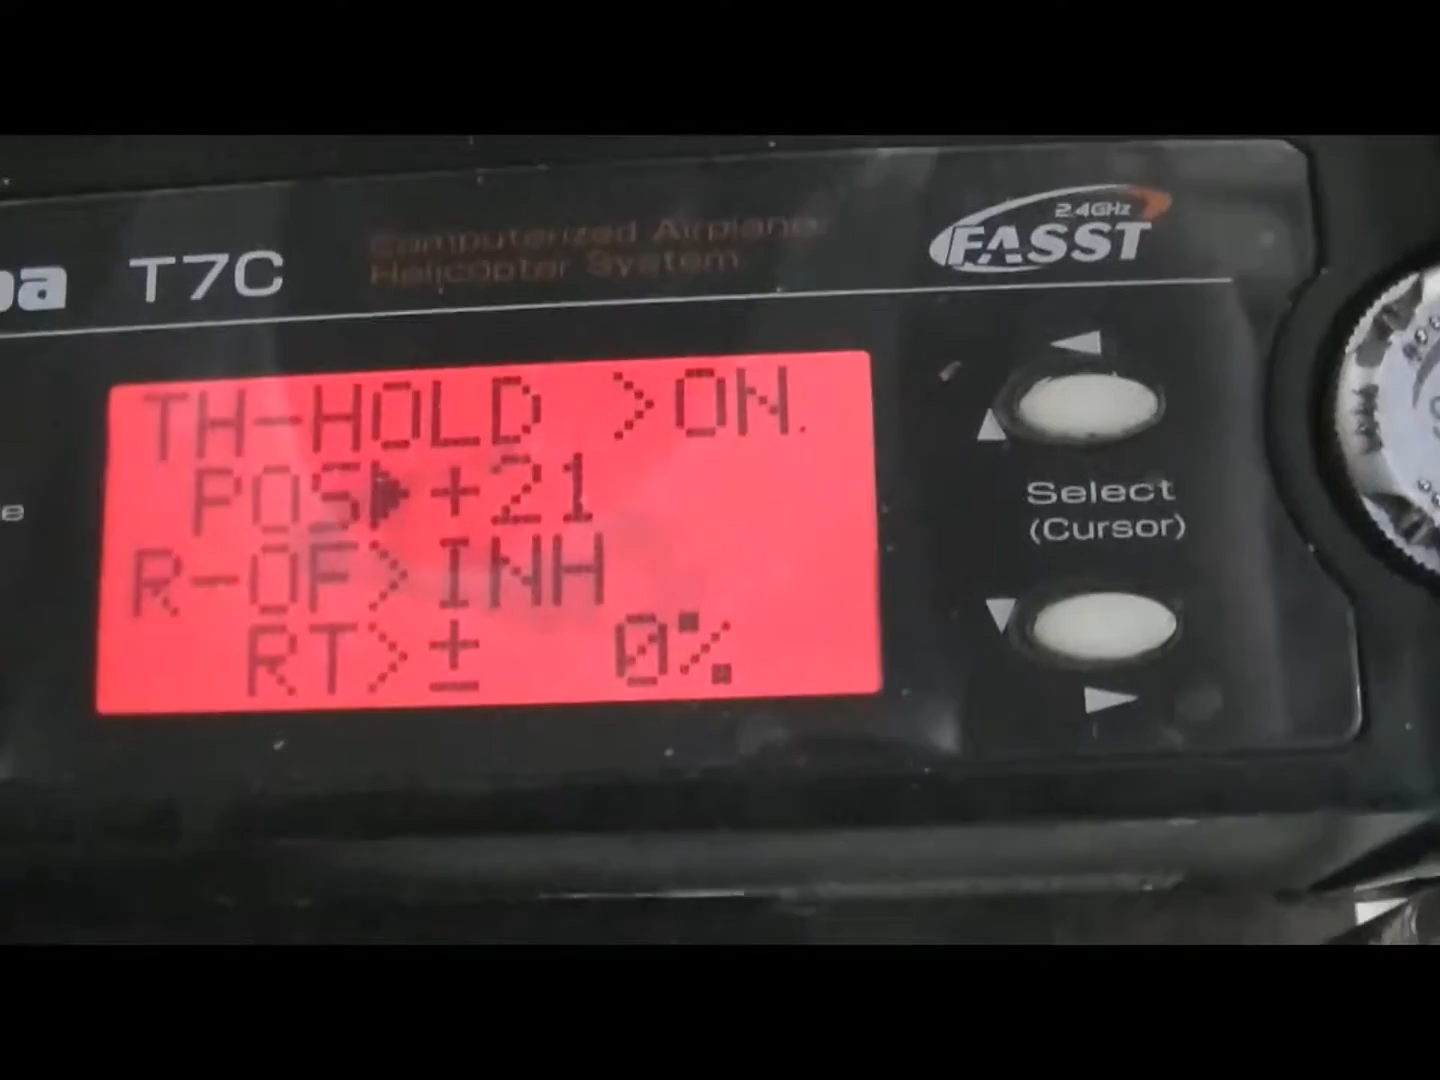 ba T7C
Computerized Airplane/
Helicopter System
2.4GHz
FASST
TH-HOLD >ON
POS▶+21
R-OF>INH
RT>± 0%
e
Select
(Cursor)